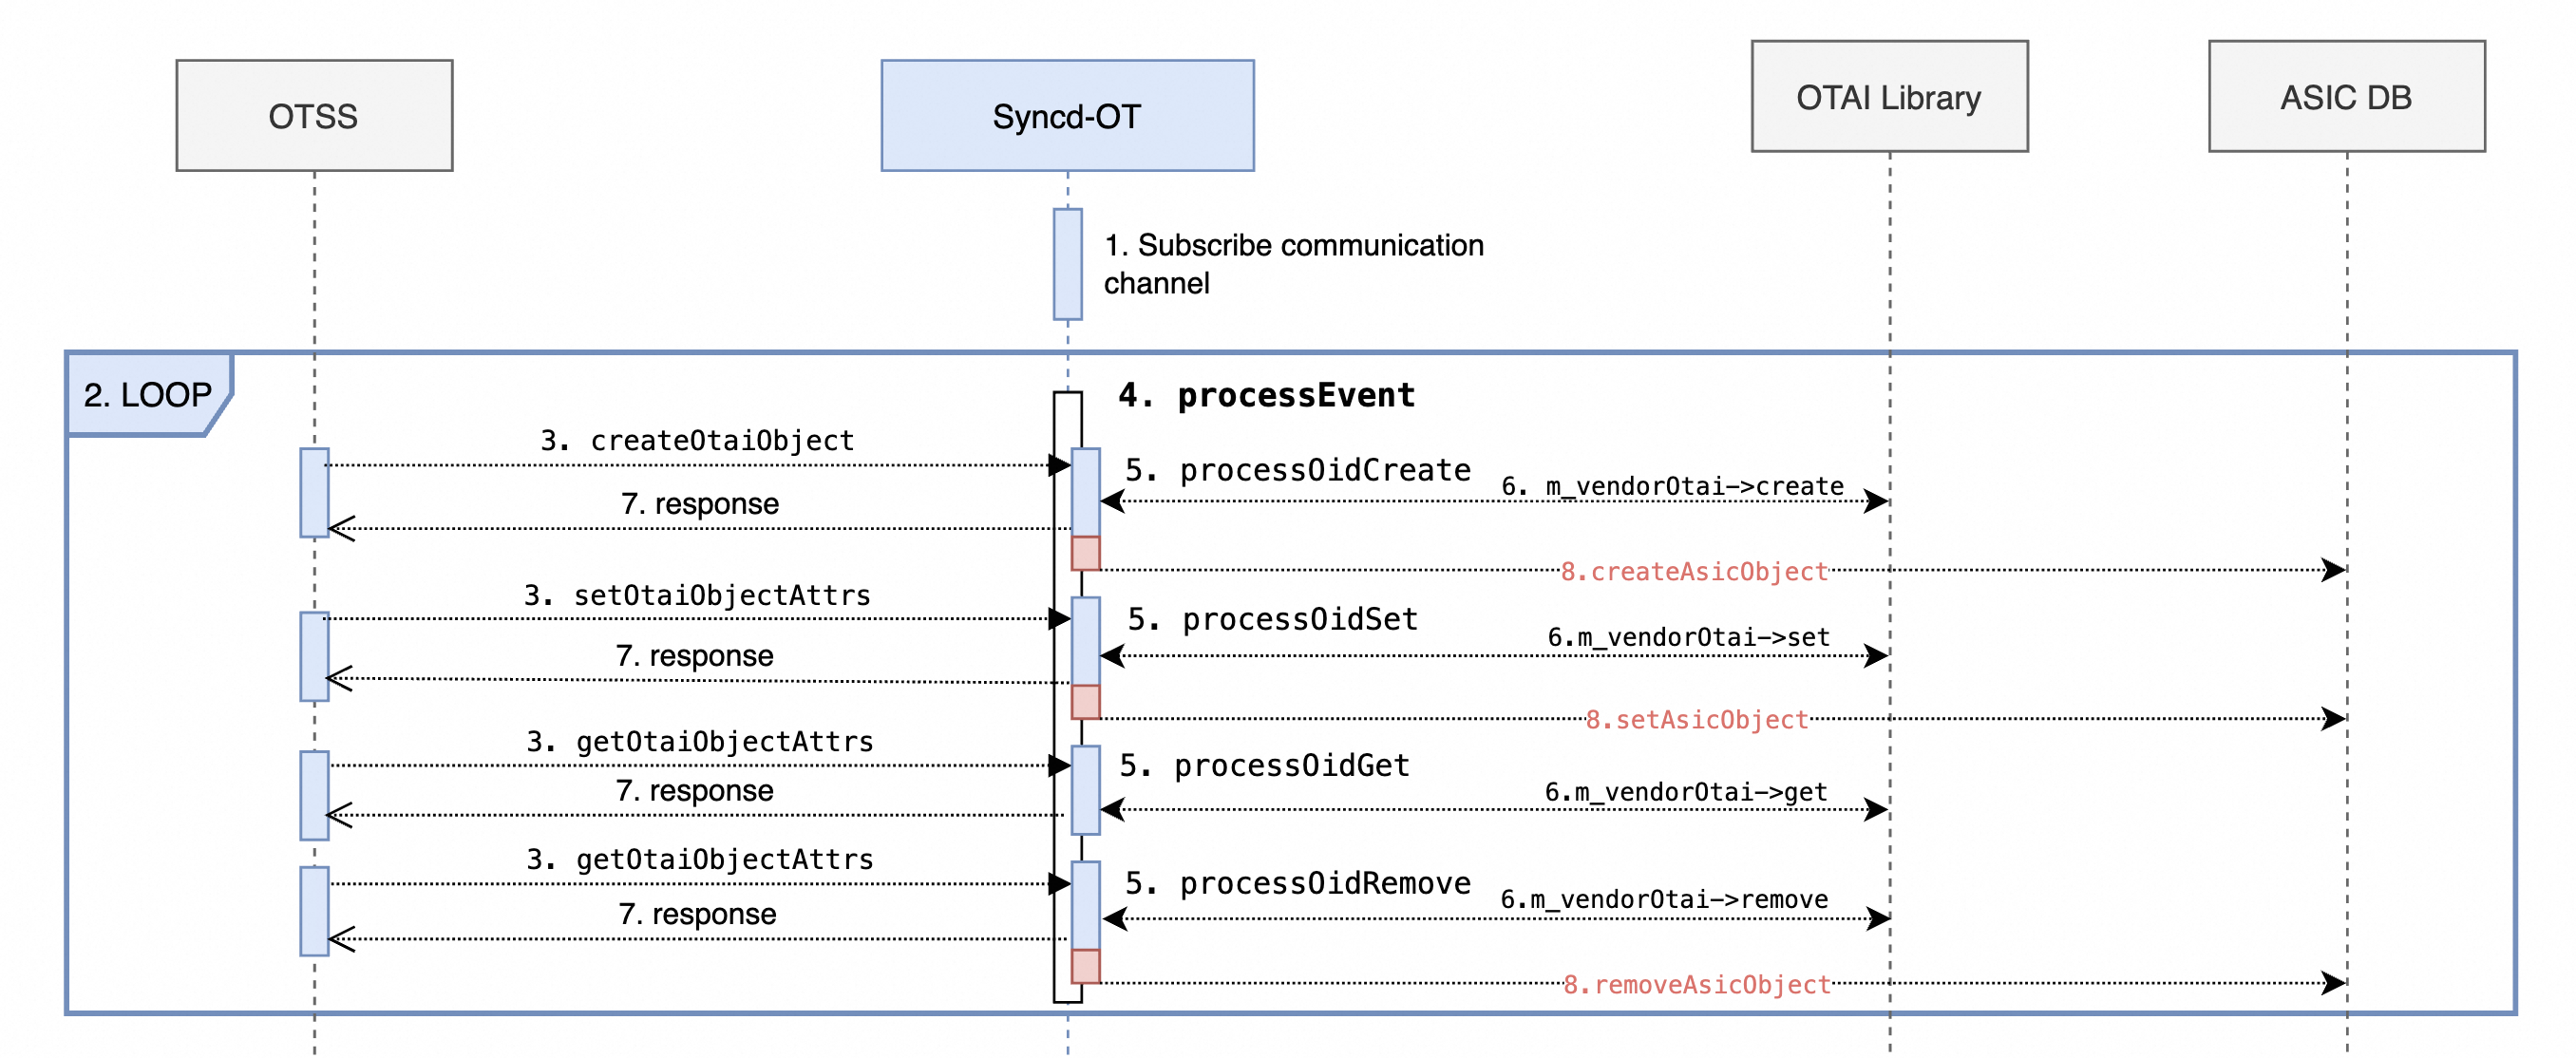 OTSS
Syncd-OT
OTAI Library
ASIC DB
1. Subscribe communication
channel
2. LOOP
4. processEvent
3. createOtaiObject
5. processOidCreate
6. m_vendorOtai->create
7. response
8.createAsicObject
3. setOtaiObjectAttrs
5. processOidSet
6.m_vendorOtai->set
7. response
8.setAsicObject
3. getOtaiObjectAttrs
5. processOidGet
6.m_vendorOtai->get
7. response
3. getOtaiObjectAttrs
5. processOidRemove
6.m_vendorOtai->remove
7. response
8.removeAsicObject